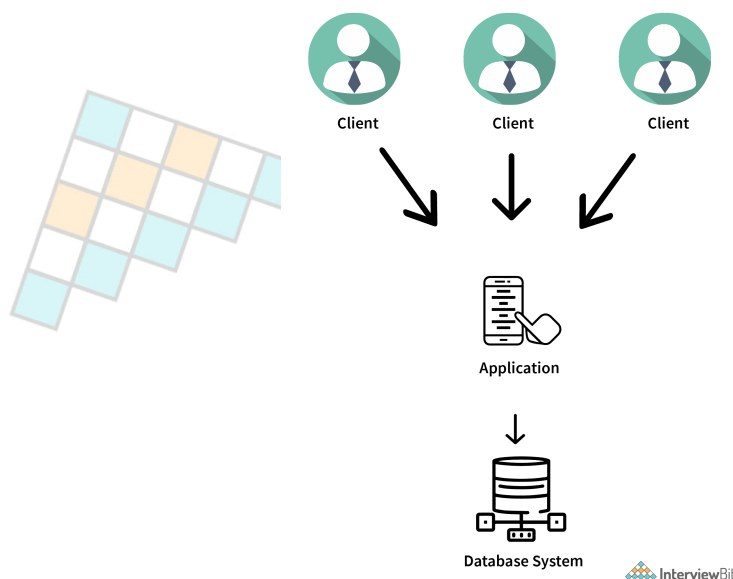 Client
Client
Client
Application
Database System
InterviewBit